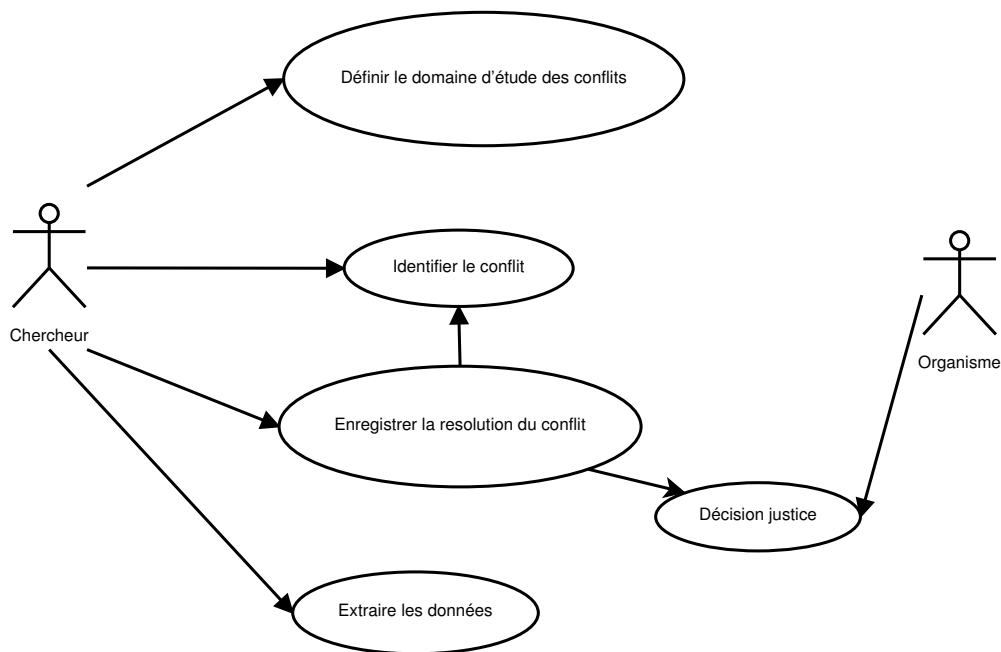 Définir le domaine d'étude des conflits
Identifier le conflit
Chercheur
Organisme
Enregistrer la resolution du conflit
Décision justice
Extraire les données